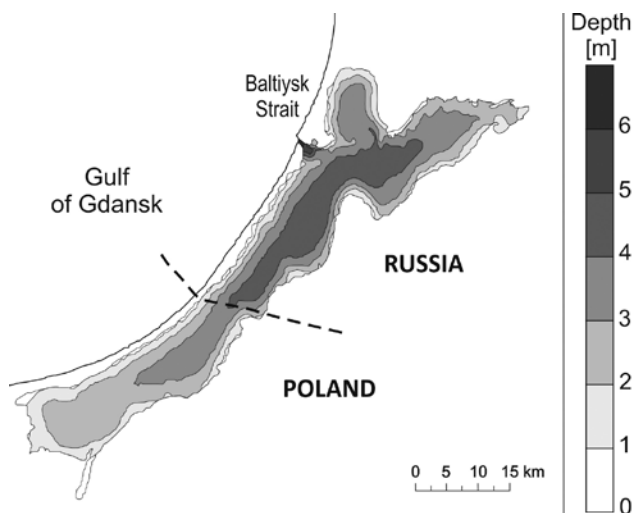 Depth
[m]
Baltiysk
Strait
Gulf
of Gdansk
RUSSIA
POLAND
6
5
4
3
2
1
0
0 5 10 15 km